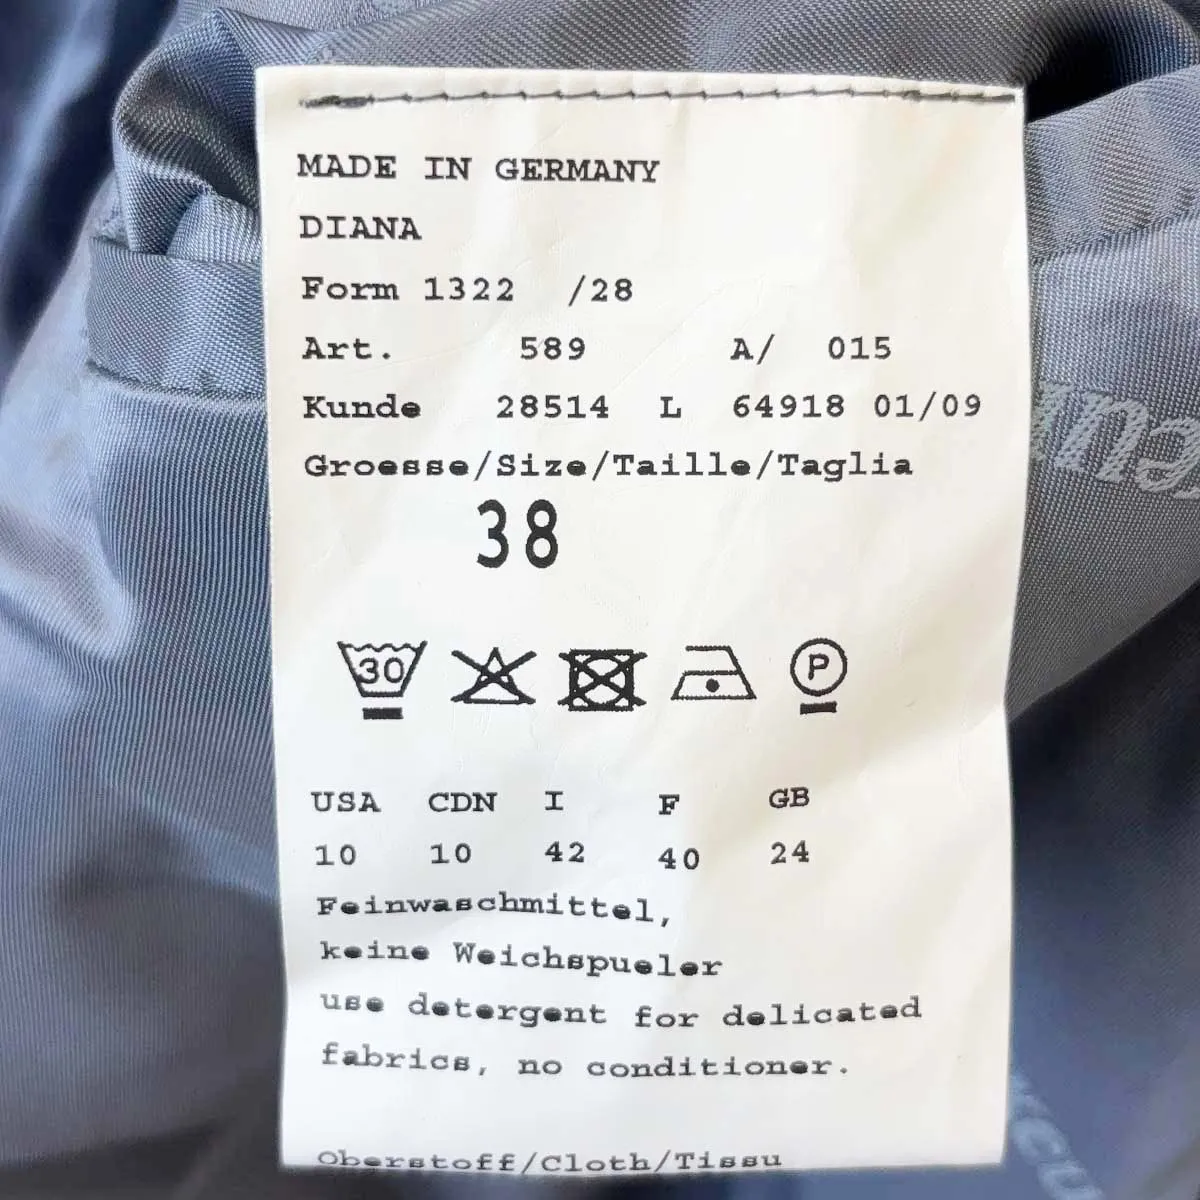 MADE IN GERMANY
DIANA
Form 1322 /28
Art. 589 A/ 015
Kunde 28514 L 64918 01/09
Groesse/Size/Taille/Taglia
38
30 P
USA CDN I F GB
10 10 42 40 24
Feinwaschmittel,
keine Weichspueler
use detergent for delicated
fabrics, no conditioner.
Oberstoff/Cloth/Tissu